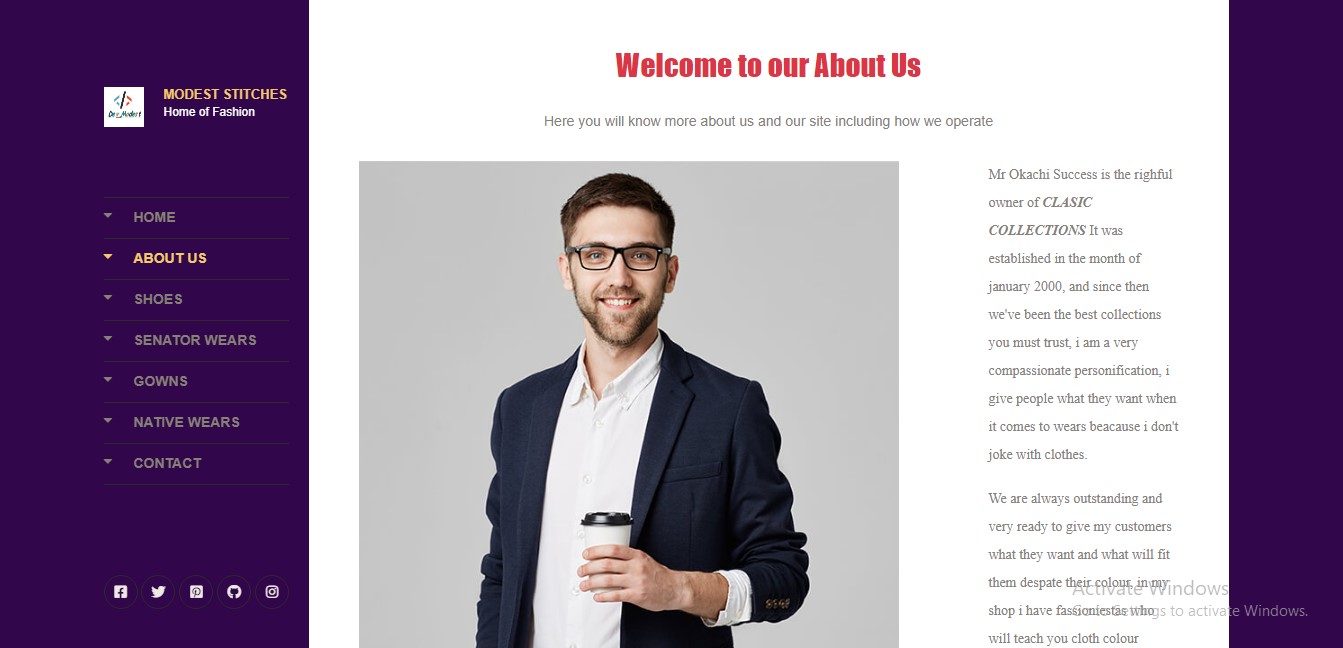 MODEST STITCHES
Home of Fashion
HOME
ABOUT US
SHOES
SENATOR WEARS
GOWNS
NATIVE WEARS
CONTACT
Welcome to our About Us
Here you will know more about us and our site including how we operate
Mr Okachi Success is the righful
owner of CLASIC
COLLECTIONS It was
established in the month of
january 2000, and since then
we've been the best collections
you must trust, i am a very
compassionate personification, i
give people what they want when
it comes to wears beacause i don't
joke with clothes.
We are always outstanding and
very ready to give my customers
what they want and what will fit
them despate their colour, in my
shop i have fassioniestas who
will teach you cloth colour
Activate Windows
Go to Settings to activate Windows.